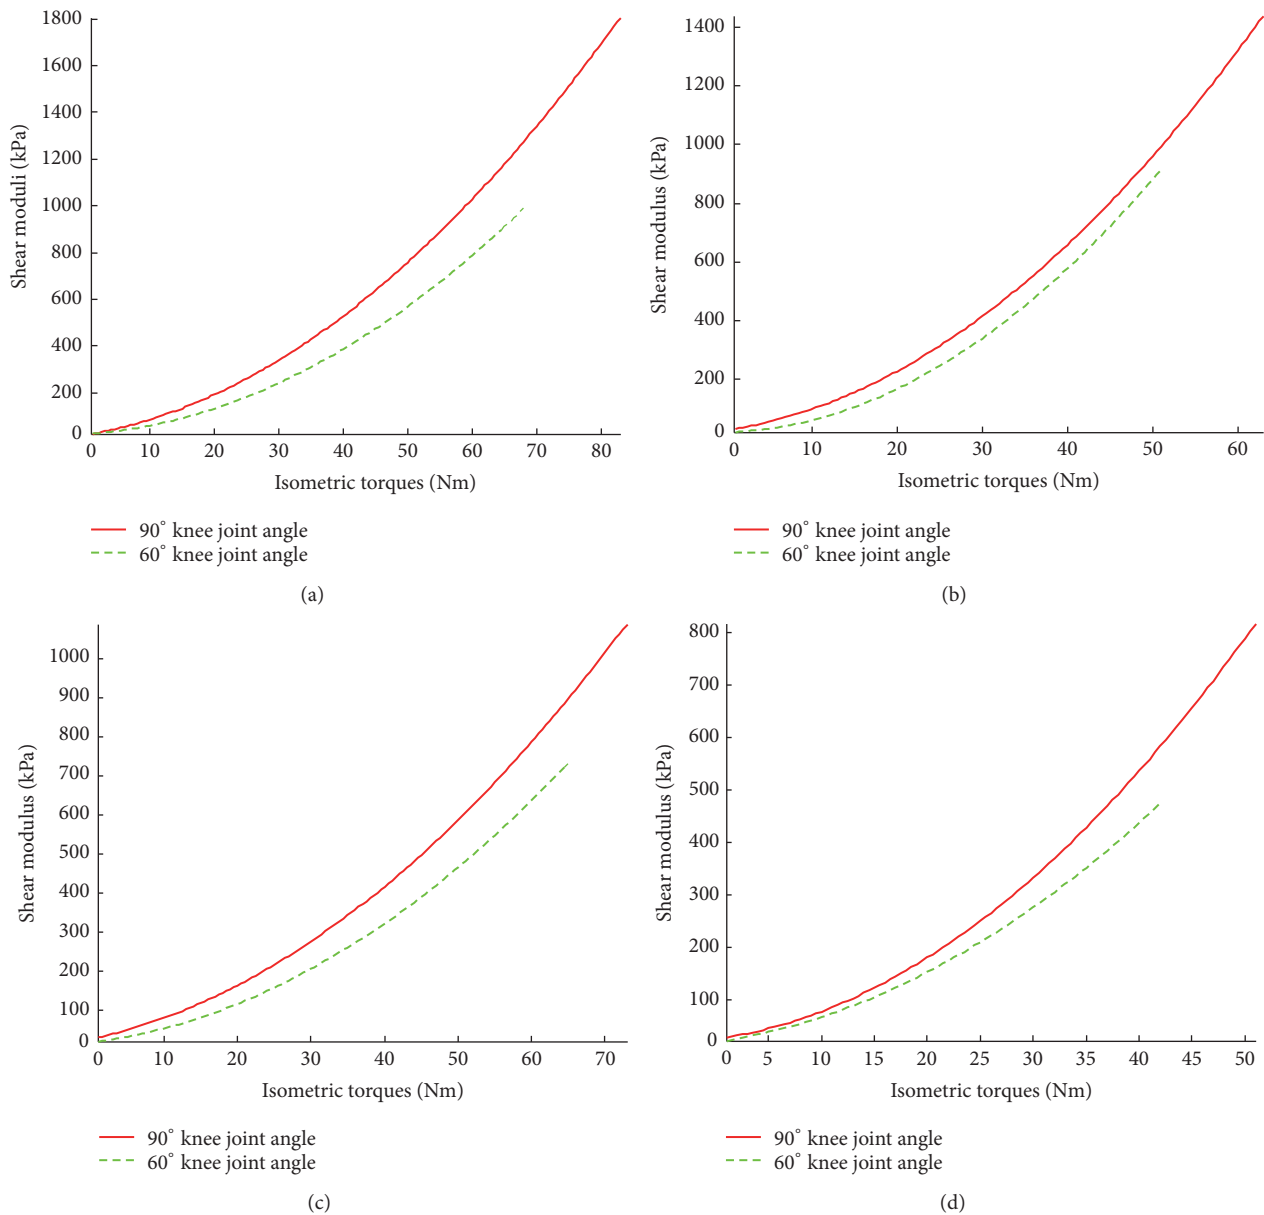 1800
1600
1400
1200
1000
800
600
400
200
0
Shear moduli (kPa)
0 10 20 30 40 50 60 70 80
Isometric torques (Nm)
90° knee joint angle
60° knee joint angle
(a)
1400
1200
1000
800
600
400
200
0
Shear modulus (kPa)
0 10 20 30 40 50 60
Isometric torques (Nm)
90° knee joint angle
60° knee joint angle
(b)
1000
900
800
700
600
500
400
300
200
100
0
Shear modulus (kPa)
0 10 20 30 40 50 60 70
Isometric torques (Nm)
90° knee joint angle
60° knee joint angle
(c)
800
700
600
500
400
300
200
100
0
Shear modulus (kPa)
0 5 10 15 20 25 30 35 40 45 50
Isometric torques (Nm)
90° knee joint angle
60° knee joint angle
(d)